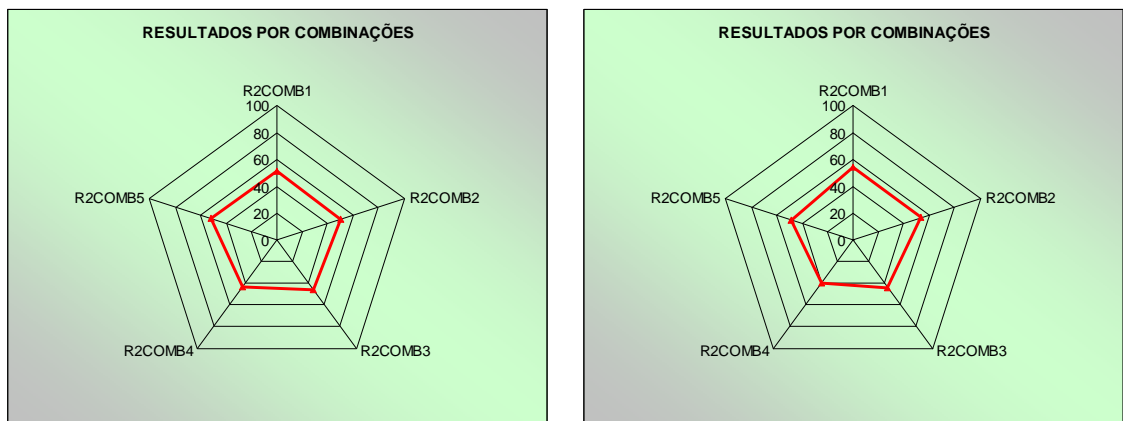 RESULTADOS POR COMBINAÇÕES
R2COMB1
100
80
60
40
20
0
R2COMB5
R2COMB2
R2COMB4
R2COMB3
RESULTADOS POR COMBINAÇÕES
R2COMB1
100
80
60
40
20
0
R2COMB5
R2COMB2
R2COMB4
R2COMB3